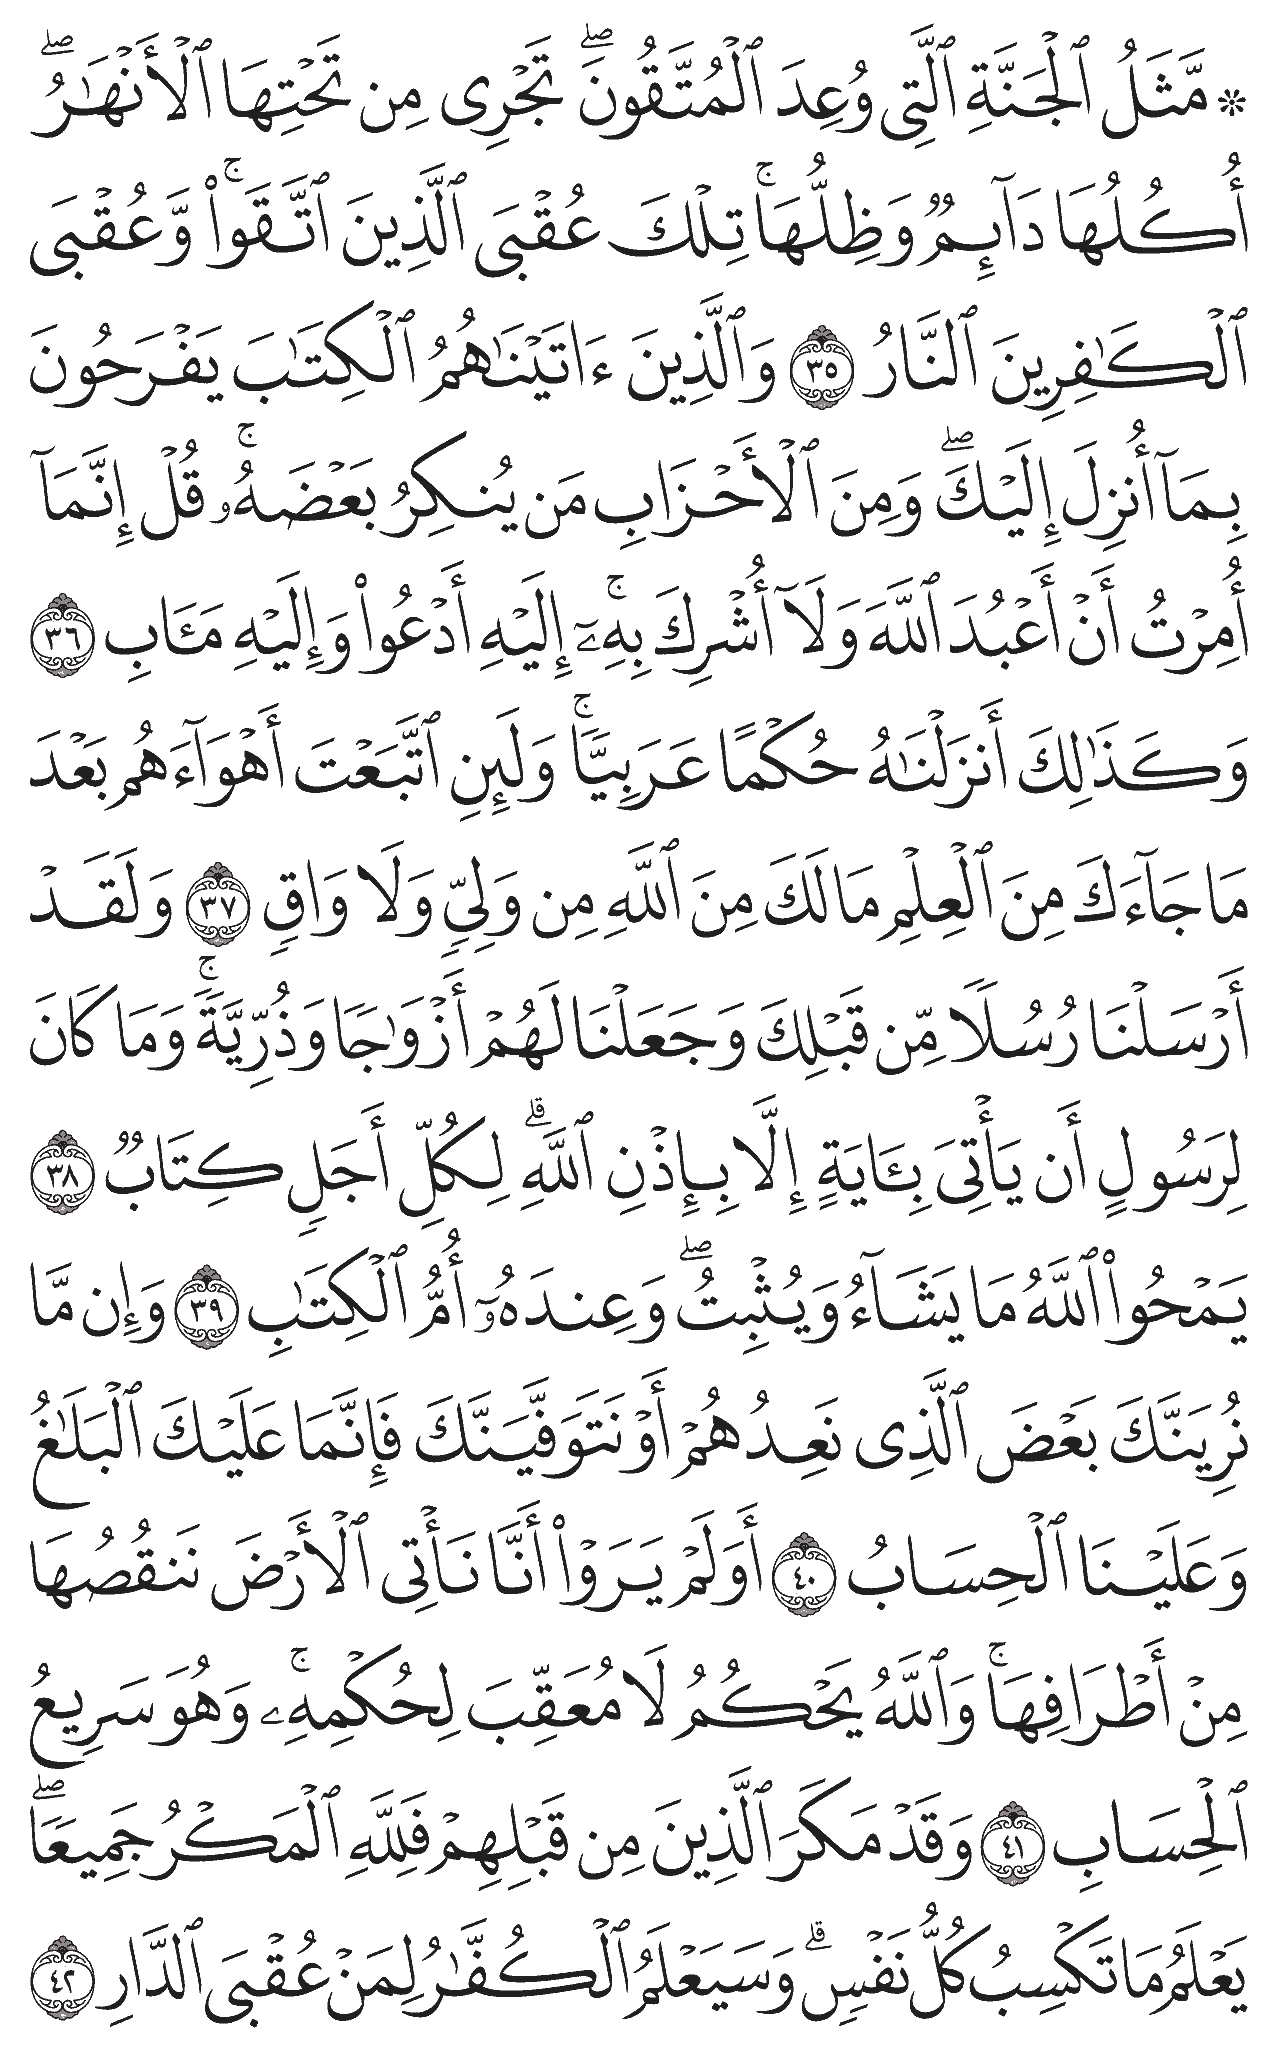 ۞ مَّثَلُ ٱلْجَنَّةِ ٱلَّتِى وُعِدَ ٱلْمُتَّقُونَ ۖ تَجْرِى مِن تَحْتِهَا ٱلْأَنْهَٰرُ ۖ
أُكُلُهَا دَآئِمٌ وَظِلُّهَا ۚ تِلْكَ عُقْبَى ٱلَّذِينَ ٱتَّقَوا۟ ۚ وَّعُقْبَى
ٱلْكَٰفِرِينَ ٱلنَّارُ ٣٥ وَٱلَّذِينَ ءَاتَيْنَٰهُمُ ٱلْكِتَٰبَ يَفْرَحُونَ
بِمَآ أُنزِلَ إِلَيْكَ ۖ وَمِنَ ٱلْأَحْزَابِ مَن يُنكِرُ بَعْضَهُۥ ۚ قُلْ إِنَّمَآ
أُمِرْتُ أَنْ أَعْبُدَ ٱللَّهَ وَلَآ أُشْرِكَ بِهِۦٓ ۚ إِلَيْهِ أَدْعُوا۟ وَإِلَيْهِ مَـَٔابِ ٣٦
وَكَذَٰلِكَ أَنزَلْنَٰهُ حُكْمًا عَرَبِيًّا ۚ وَلَئِنِ ٱتَّبَعْتَ أَهْوَآءَهُم بَعْدَ
مَا جَآءَكَ مِنَ ٱلْعِلْمِ مَا لَكَ مِنَ ٱللَّهِ مِن وَلِىٍّ وَلَا وَاقٍ ٣٧ وَلَقَدْ
أَرْسَلْنَا رُسُلًا مِّن قَبْلِكَ وَجَعَلْنَا لَهُمْ أَزْوَٰجًا وَذُرِّيَّةً ۚ وَمَا كَانَ
لِرَسُولٍ أَن يَأْتِىَ بِـَٔايَةٍ إِلَّا بِإِذْنِ ٱللَّهِ ۗ لِكُلِّ أَجَلٍ كِتَابٌ ٣٨
يَمْحُوا۟ ٱللَّهُ مَا يَشَآءُ وَيُثْبِتُ ۖ وَعِندَهُۥٓ أُمُّ ٱلْكِتَٰبِ ٣٩ وَإِن مَّا
نُرِيَنَّكَ بَعْضَ ٱلَّذِى نَعِدُهُمْ أَوْ نَتَوَفَّيَنَّكَ فَإِنَّمَا عَلَيْكَ ٱلْبَلَٰغُ
وَعَلَيْنَا ٱلْحِسَابُ ٤٠ أَوَلَمْ يَرَوْا۟ أَنَّا نَأْتِى ٱلْأَرْضَ نَنقُصُهَا
مِنْ أَطْرَافِهَا ۚ وَٱللَّهُ يَحْكُمُ لَا مُعَقِّبَ لِحُكْمِهِۦ ۚ وَهُوَ سَرِيعُ
ٱلْحِسَابِ ٤١ وَقَدْ مَكَرَ ٱلَّذِينَ مِن قَبْلِهِمْ فَلِلَّهِ ٱلْمَكْرُ جَمِيعًا ۖ
يَعْلَمُ مَا تَكْسِبُ كُلُّ نَفْسٍ ۗ وَسَيَعْلَمُ ٱلْكُفَّٰرُ لِمَنْ عُقْبَى ٱلدَّارِ ٤٢